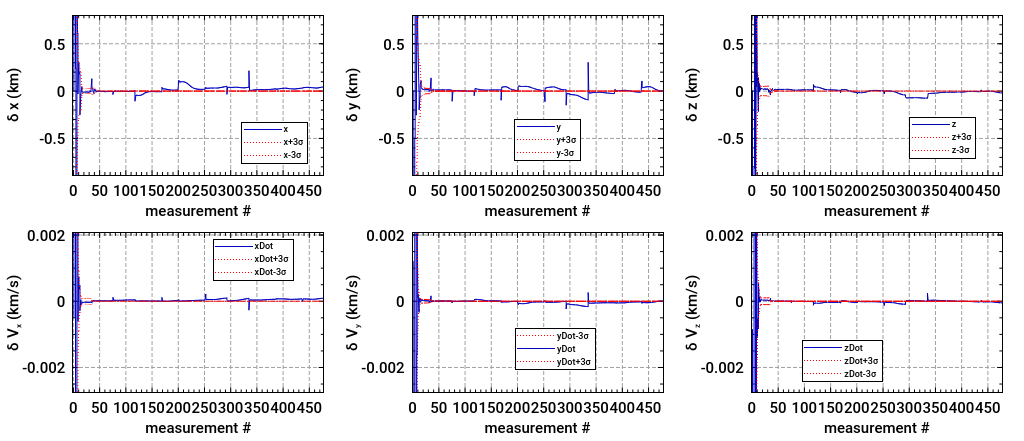 δ x (km)
0.5
0
-0.5
x
x+3σ
x-3σ
0 50 100 150 200 250 300 350 400 450
measurement #
δ y (km)
0.5
0
-0.5
y
y+3σ
y-3σ
0 50 100 150 200 250 300 350 400 450
measurement #
δ z (km)
0.5
0
-0.5
z
z+3σ
z-3σ
0 50 100 150 200 250 300 350 400 450
measurement #
δ Vx (km/s)
0.002
0
-0.002
xDot
xDot+3σ
xDot-3σ
0 50 100 150 200 250 300 350 400 450
measurement #
δ Vy (km/s)
0.002
0
-0.002
yDot-3σ
yDot
yDot+3σ
0 50 100 150 200 250 300 350 400 450
measurement #
δ Vz (km/s)
0.002
0
-0.002
zDot
zDot+3σ
zDot-3σ
0 50 100 150 200 250 300 350 400 450
measurement #